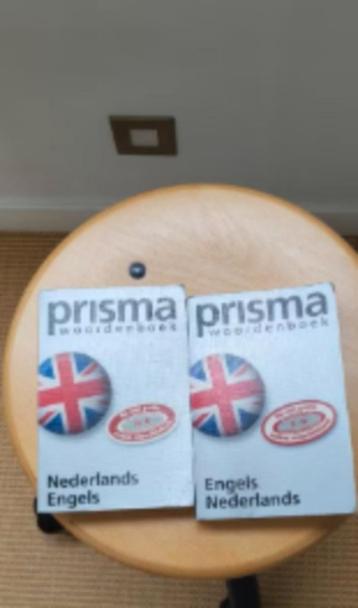 prisma
woordenboek
Nederlands
Engels
prisma
woordenboek
Engels
Nederlands